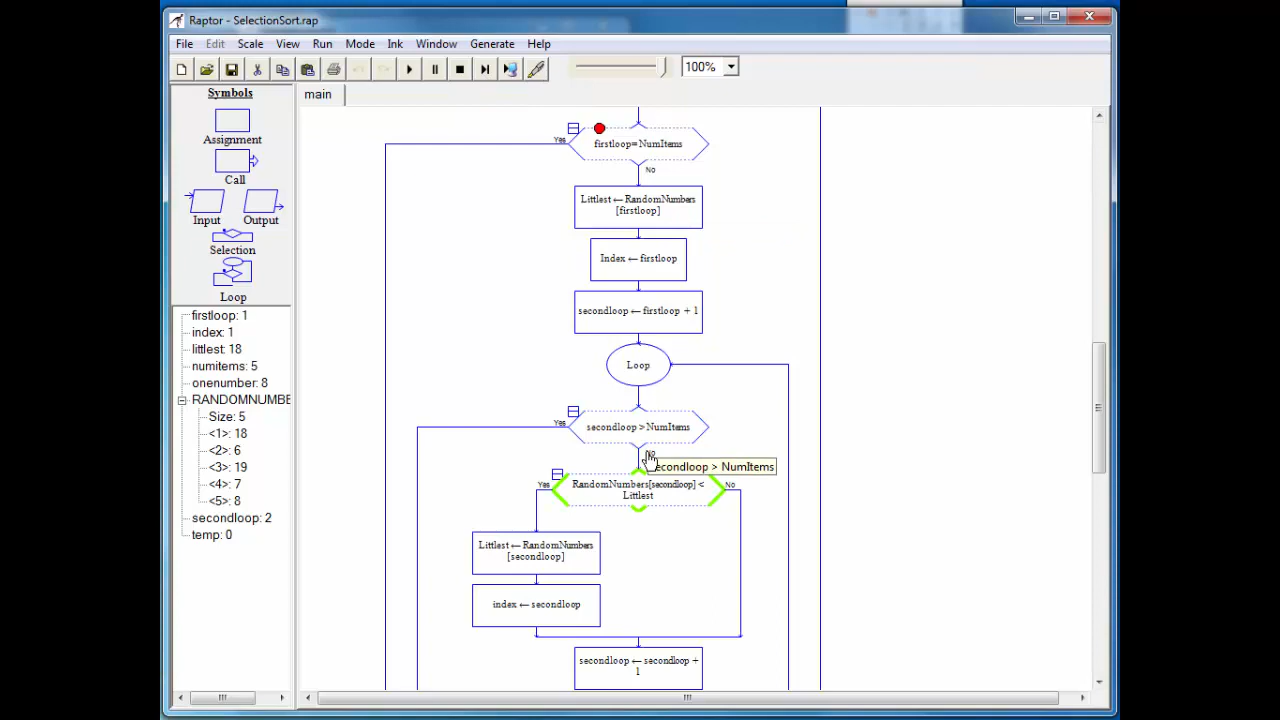 Raptor - SelectionSort.rap
File Edit Scale View Run Mode Ink Window Generate Help
100%
Symbols
Assignment
Call
Input Output
Selection
Loop
firstloop: 1
index: 1
littlest: 18
numitems: 5
onenumber: 8
RANDOMNUMBE
Size: 5
<1>: 18
<2>: 6
<3>: 19
<4>: 7
<5>: 8
secondloop: 2
temp: 0
main
Yes
firstloop=NumItems
No
Littlest ← RandomNumbers
[firstloop]
Index ← firstloop
secondloop ← firstloop + 1
Loop
Yes
secondloop > NumItems
No
econdloop > NumItems
Yes
RandomNumbers[secondloop] <
Littlest
No
Littlest ← RandomNumbers
[secondloop]
index ← secondloop
secondloop ← secondloop +
1